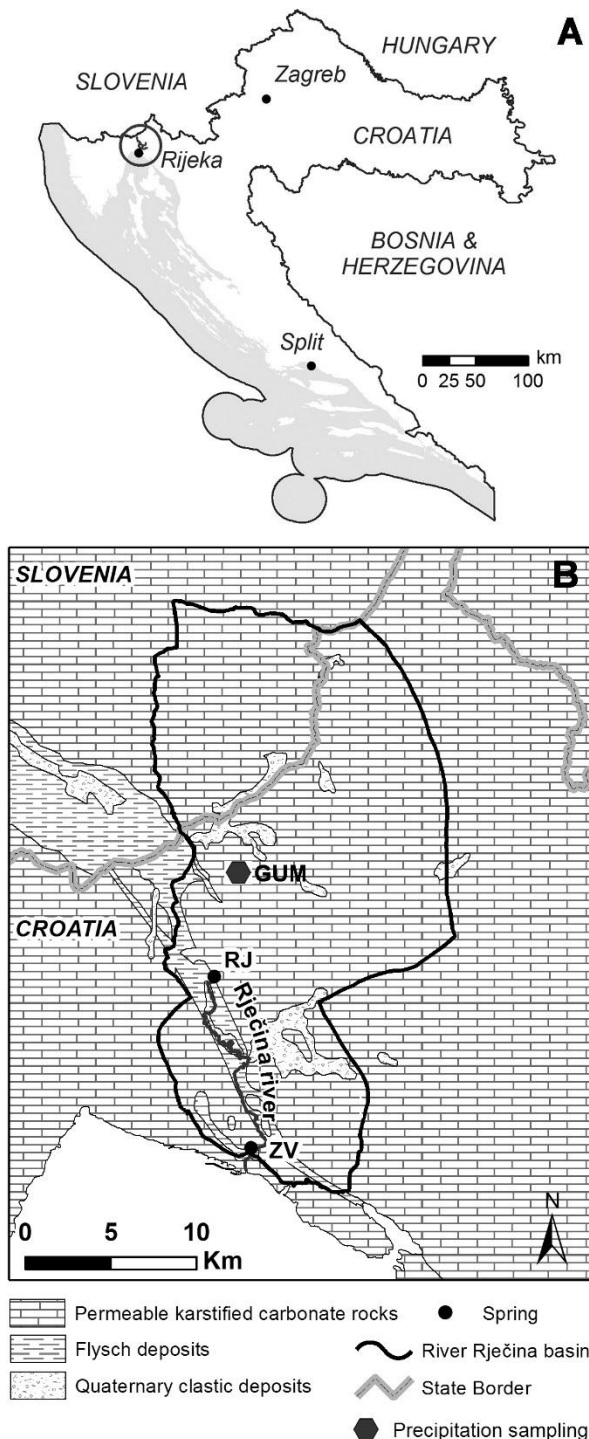 A
HUNGARY
SLOVENIA
Zagreb
CROATIA
Rijeka
BOSNIA &
HERZEGOVINA
Split
km
0 25 50 100
SLOVENIA
B
GUM
CROATIA
RJ
Rječina river
ZV
N
0 5 10
Km
Permeable karstified carbonate rocks
Spring
Flysch deposits
River Rječina basin
Quaternary clastic deposits
State Border
Precipitation sampling